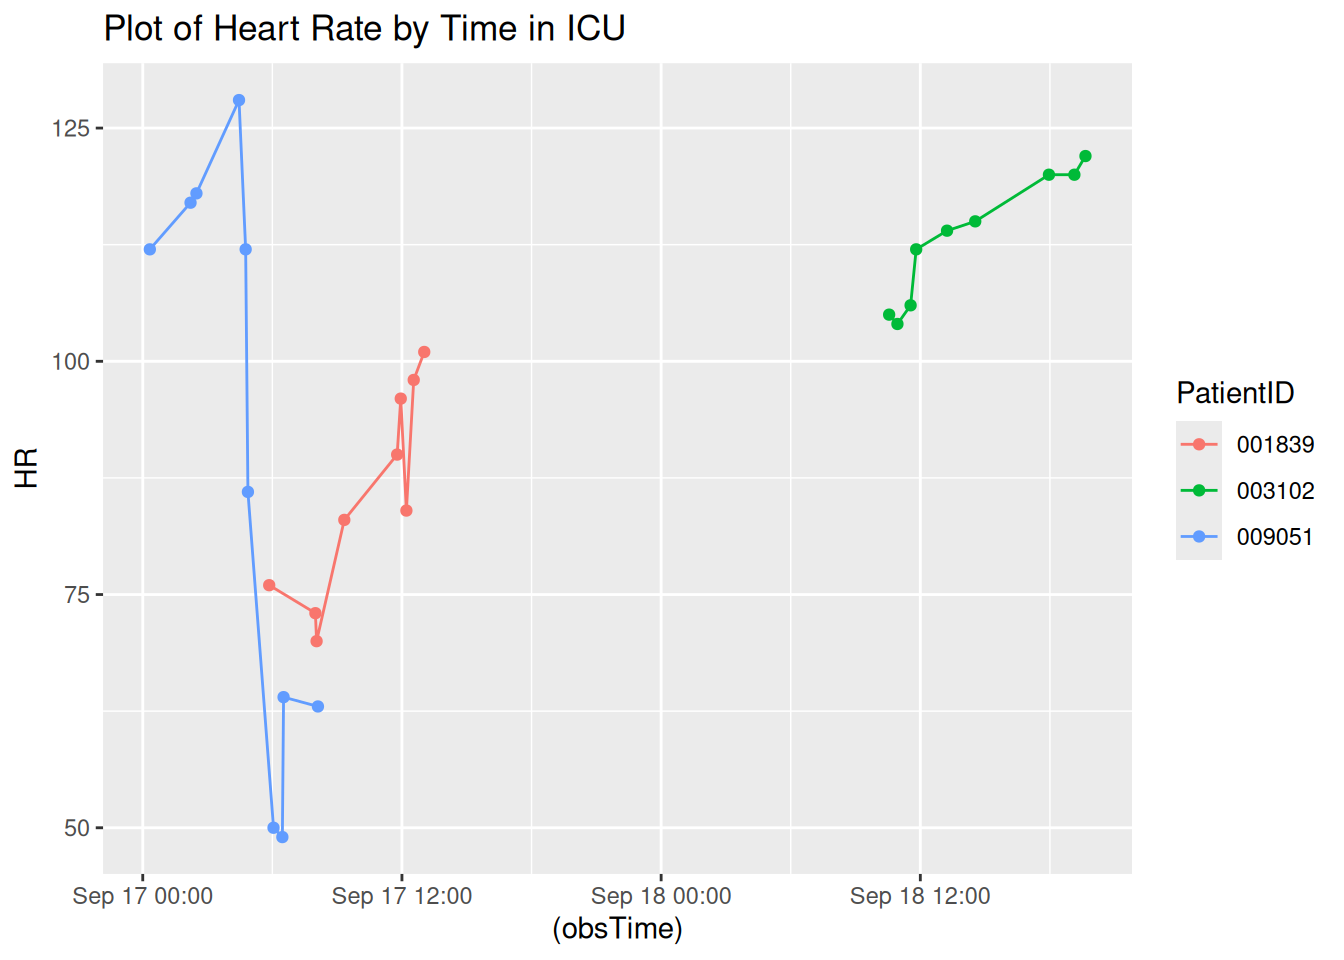 Plot of Heart Rate by Time in ICU
125
100
75
50
HR
Sep 17 00:00
Sep 17 12:00
Sep 18 00:00
Sep 18 12:00
(obsTime)
PatientID
001839
003102
009051